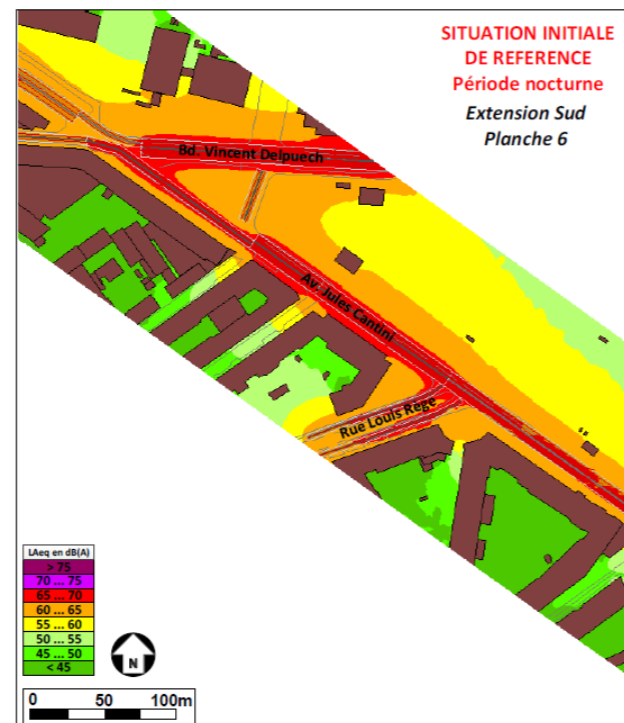 SITUATION INITIALE
DE REFERENCE
Période nocturne
Extension Sud
Planche 6
Bd. Vincent Delpuech
Av. Jules Cantini
Rue Louis Rège
LAeq en dB(A)
> 75
70 ... 75
65 ... 70
60 ... 65
55 ... 60
50 ... 55
45 ... 50
< 45
N
0 50 100m